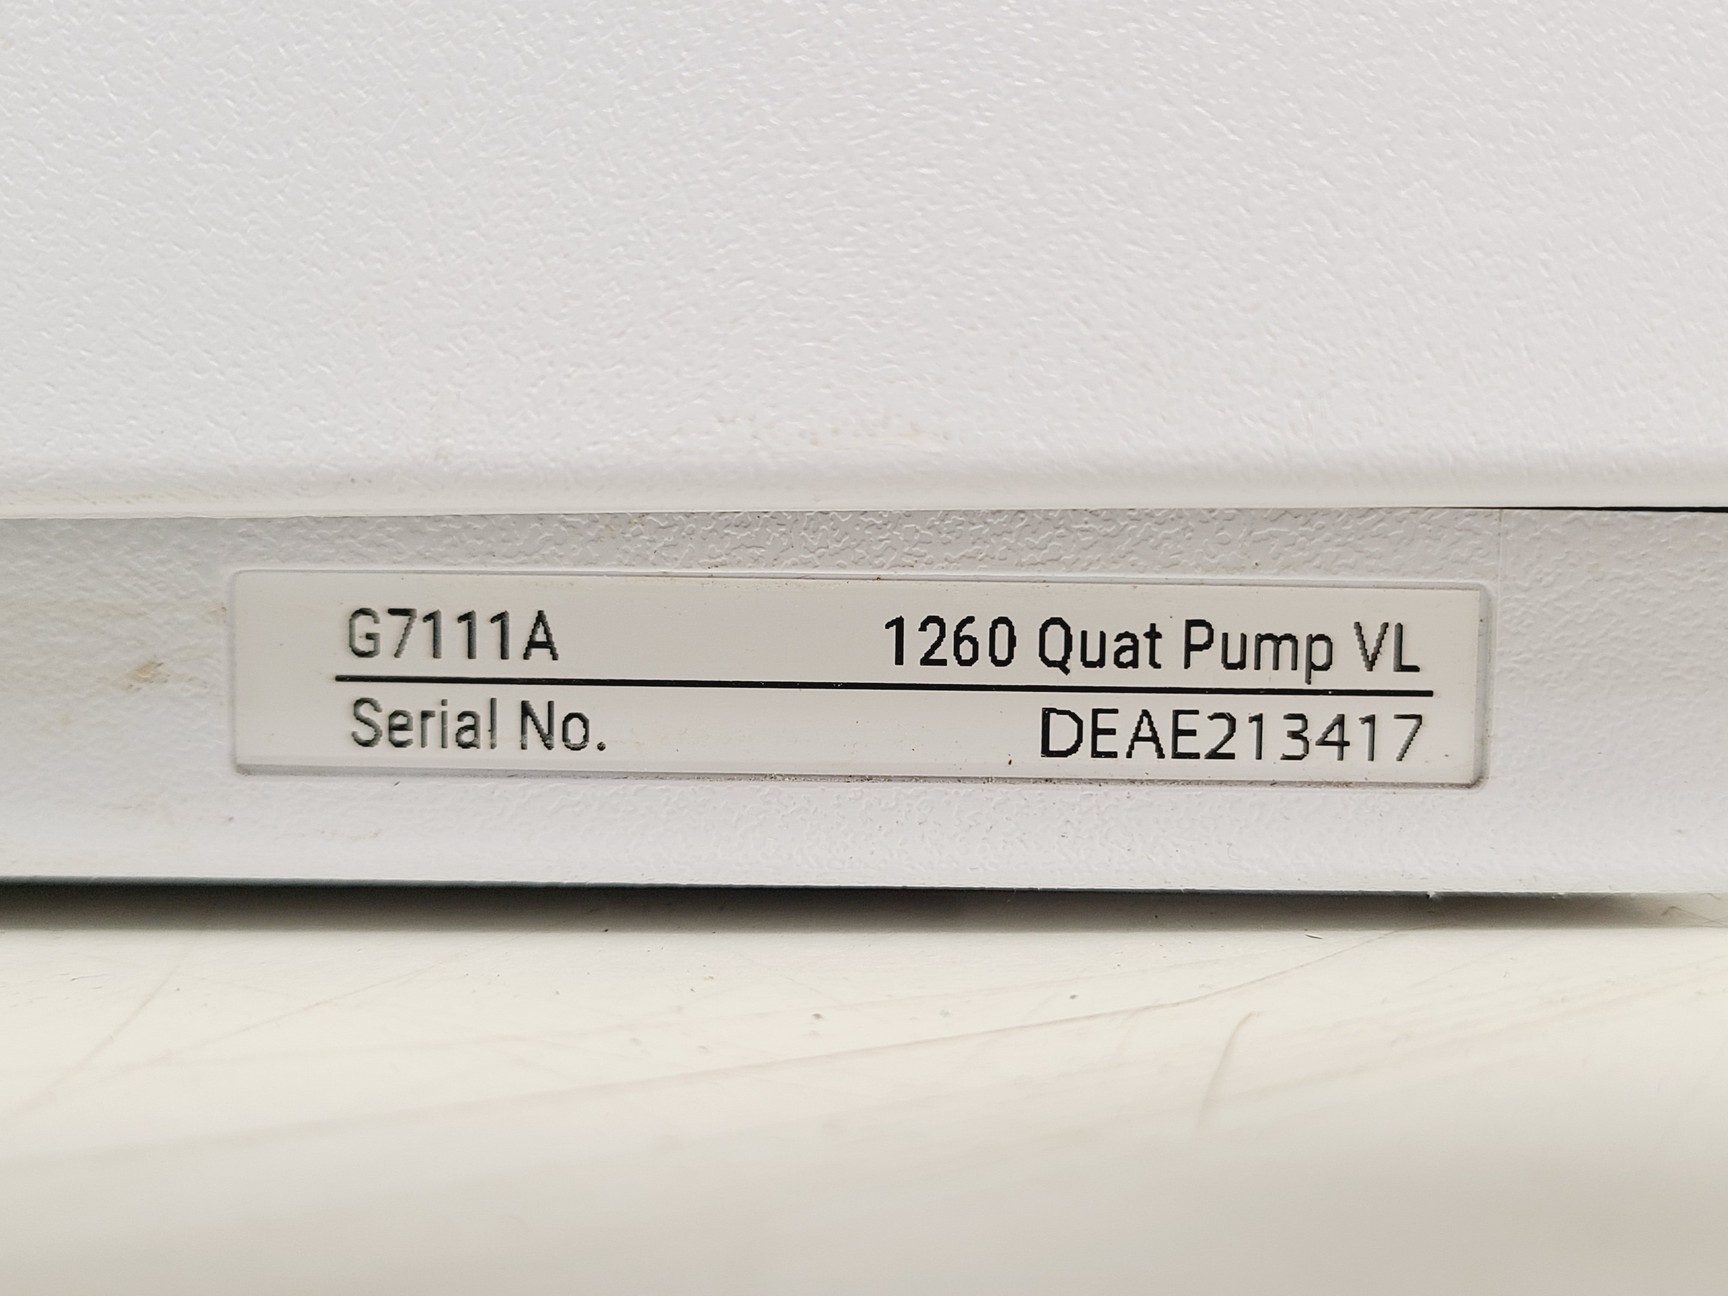 G7111A 1260 Quat Pump VL
Serial No. DEAE213417